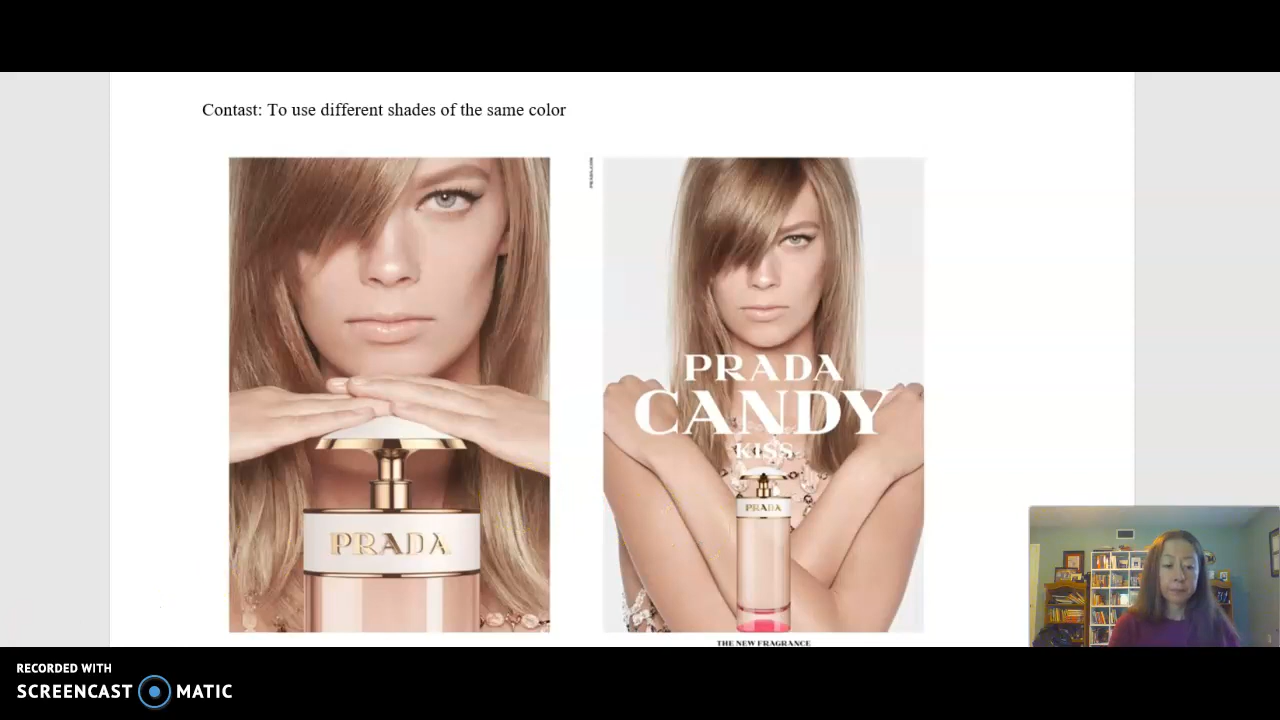 Contast: To use different shades of the same color
PRADA
CANDY
KISS
PRADA
PRADA
THE NEW FRAGRANCE
RECORDED WITH
SCREENCAST MATIC